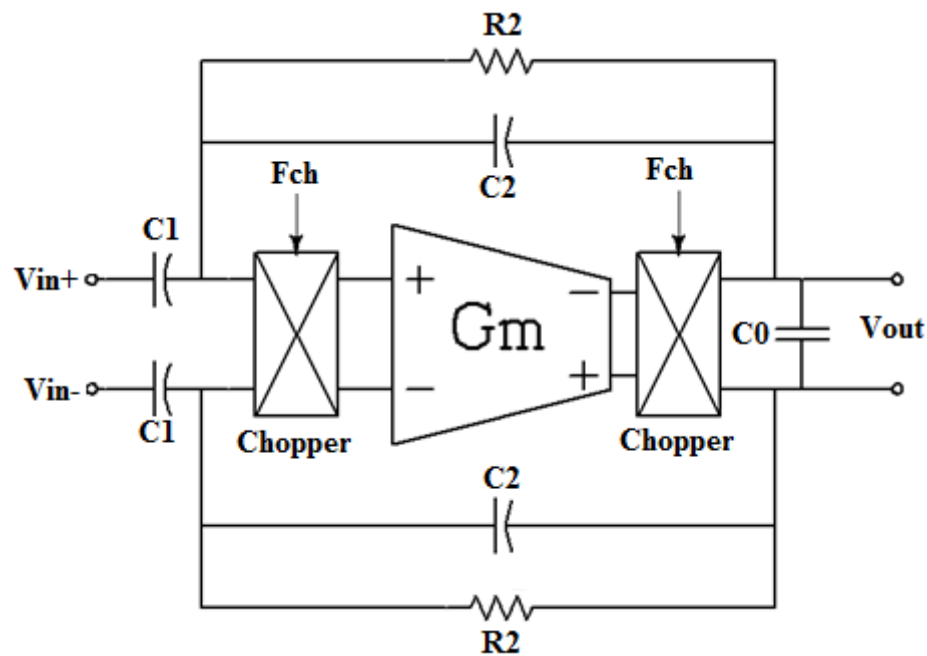 R2
C2
Fch
Fch
C1
Vin+
+
−
Gm
C0
Vout
Vin-
−
+
C1
Chopper
Chopper
C2
R2